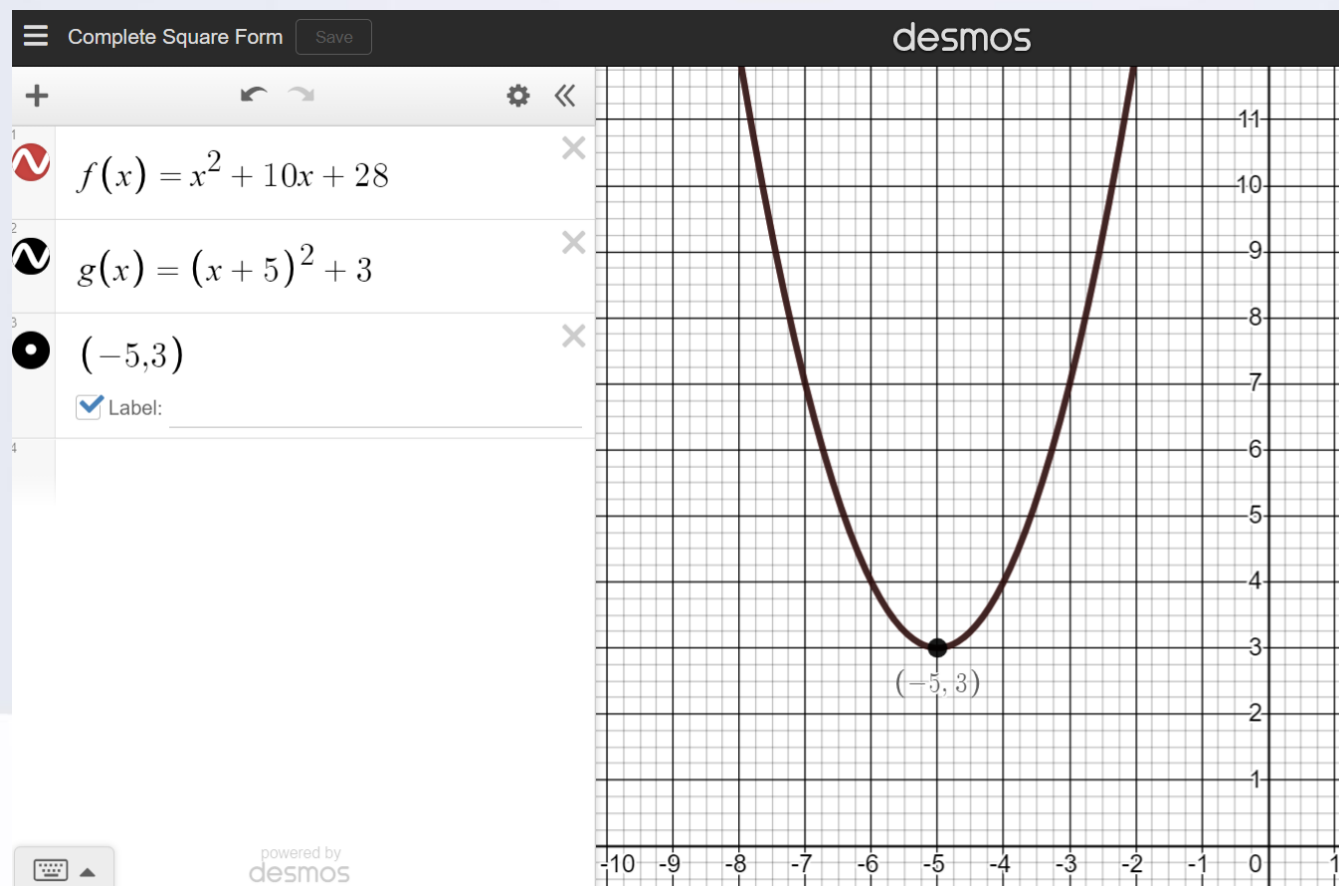 Complete Square Form Save desmos
1
f(x) = x² + 10x + 28
2
g(x) = (x + 5)² + 3
3
(−5,3)
Label:
4
powered by
desmos
11
10
9
8
7
6
5
4
3
(−5, 3)
2
1
-10 -9 -8 -7 -6 -5 -4 -3 -2 -1 0 1